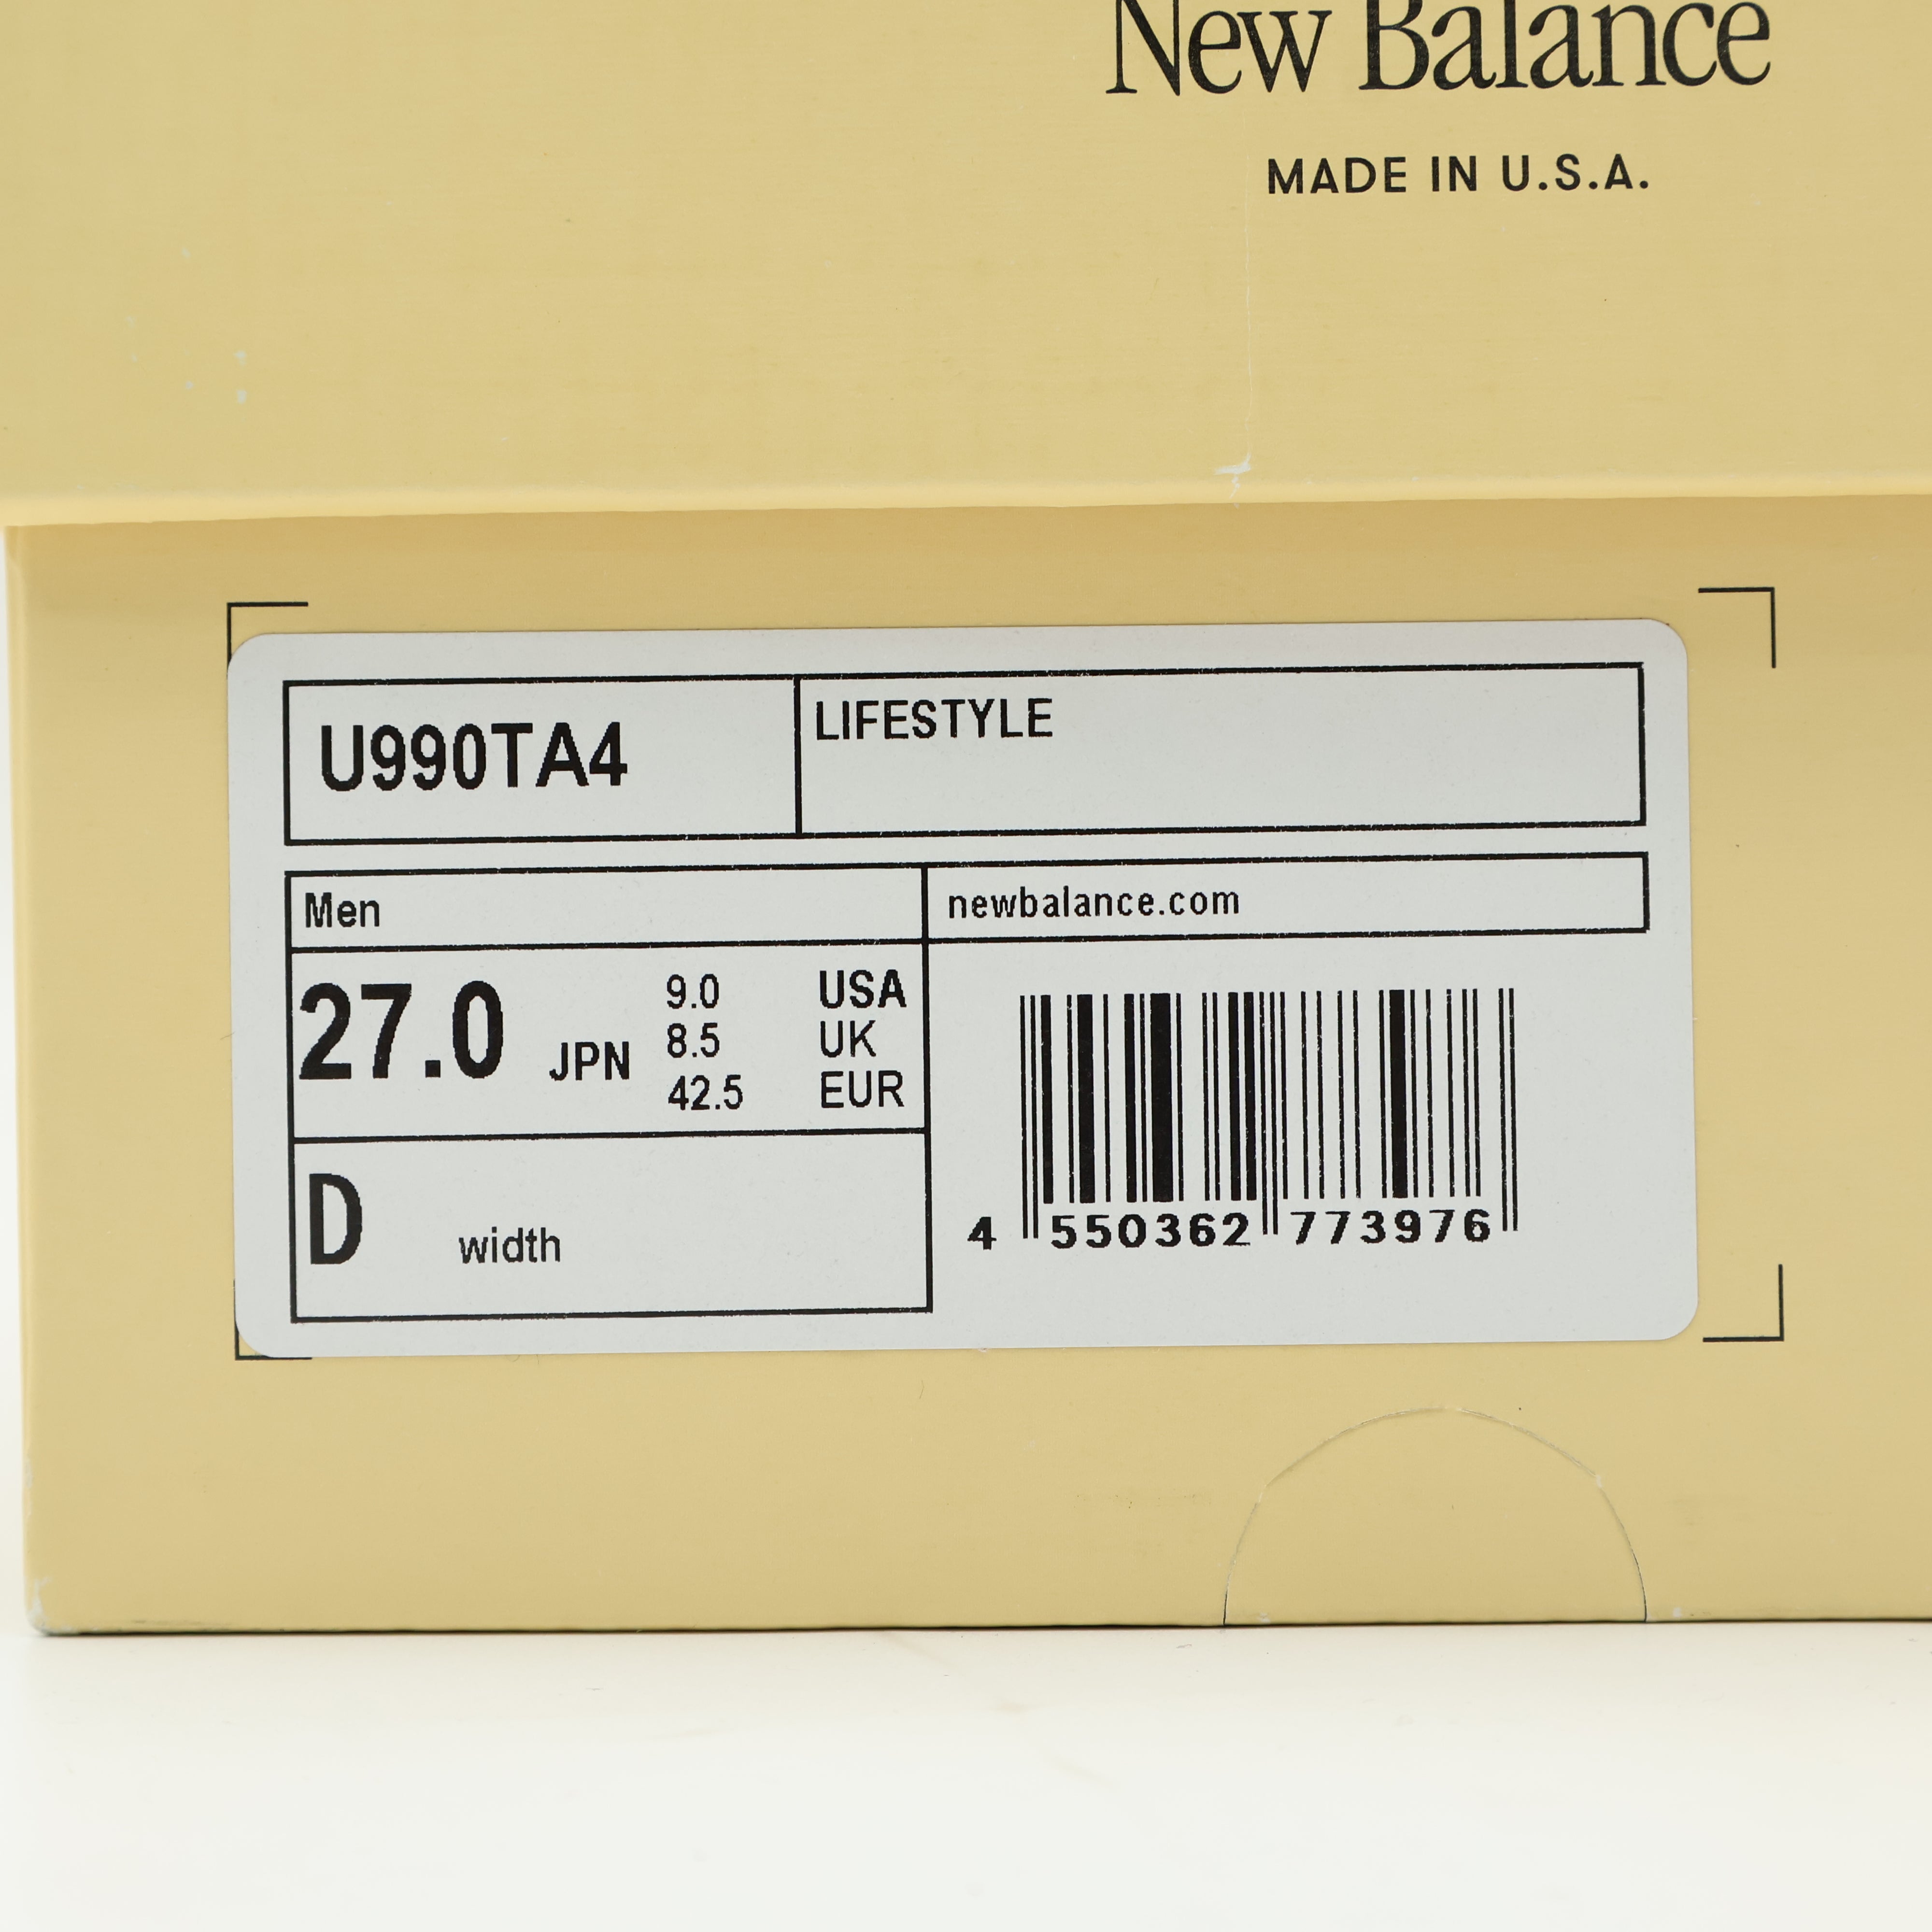 New Balance
MADE IN U.S.A.
U990TA4
LIFESTYLE
Men
newbalance.com
27.0 JPN
9.0 USA
8.5 UK
42.5 EUR
D width
4 550362 773976